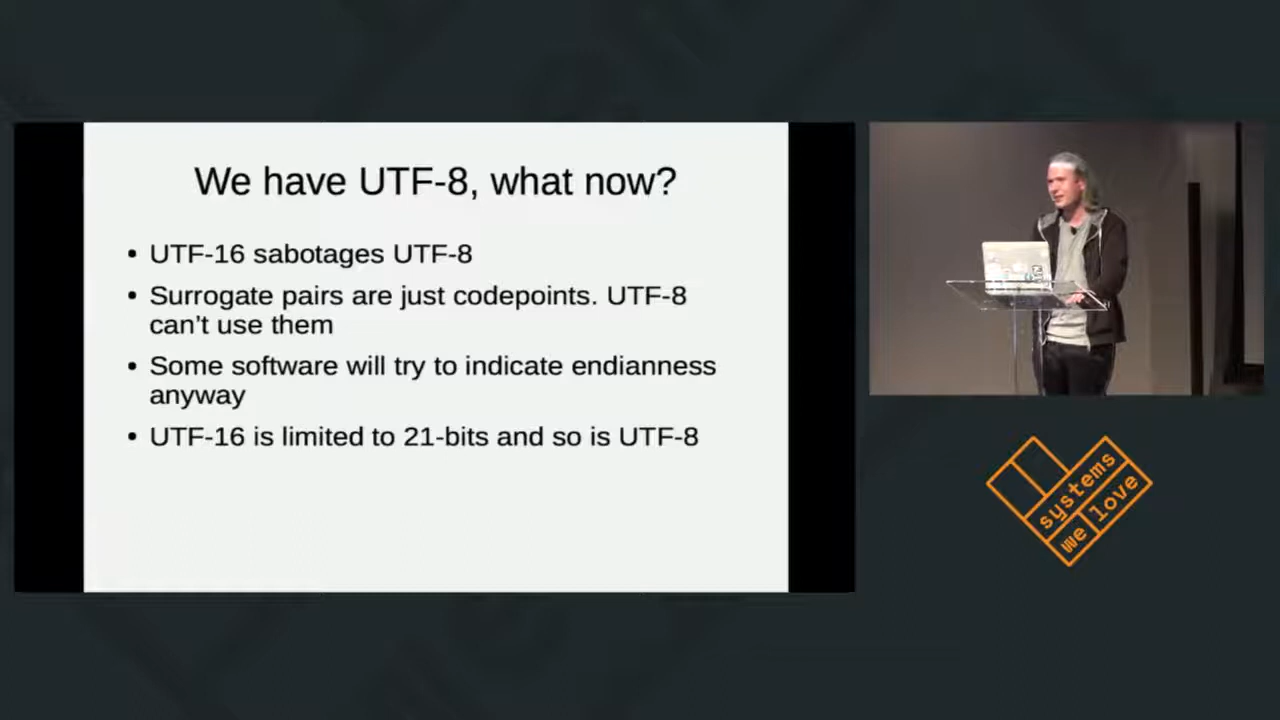 We have UTF-8, what now?
• UTF-16 sabotages UTF-8
• Surrogate pairs are just codepoints. UTF-8
can't use them
• Some software will try to indicate endianness
anyway
• UTF-16 is limited to 21-bits and so is UTF-8
systems
we love